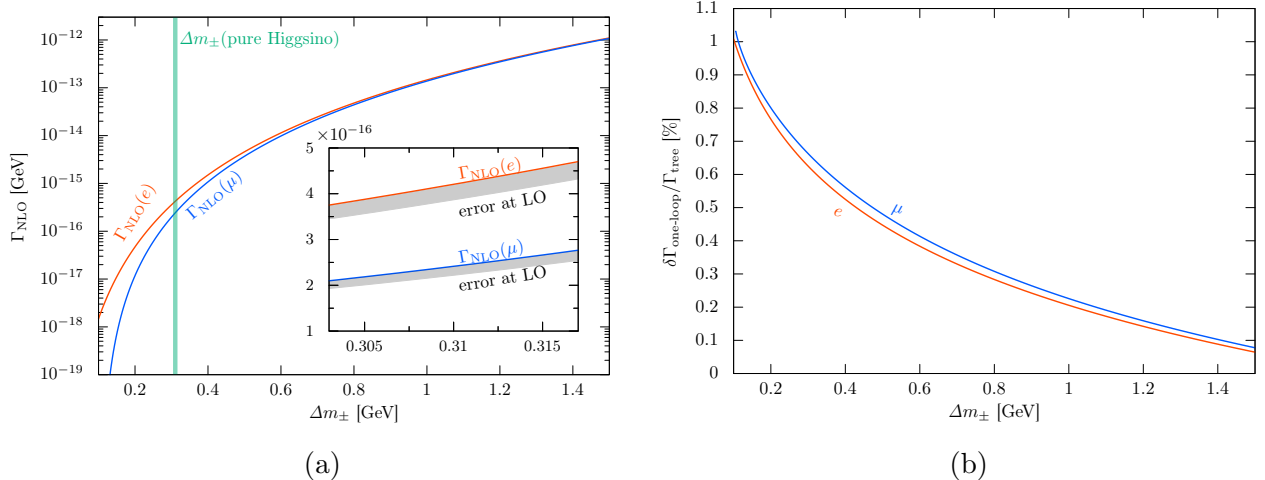 10⁻¹²
10⁻¹³
10⁻¹⁴
10⁻¹⁵
10⁻¹⁶
10⁻¹⁷
10⁻¹⁸
10⁻¹⁹
Γ_NLO [GeV]
0.2 0.4 0.6 0.8 1 1.2 1.4
Δm± [GeV]
Δm±(pure Higgsino)
Γ_NLO(e)
Γ_NLO(μ)
×10⁻¹⁶
5
4
3
2
1
0.305 0.31 0.315
Γ_NLO(e)
error at LO
Γ_NLO(μ)
error at LO
(a)
1.1
1
0.9
0.8
0.7
0.6
0.5
0.4
0.3
0.2
0.1
0
δΓ_one-loop/Γ_tree [%]
e
μ
0.2 0.4 0.6 0.8 1 1.2 1.4
Δm± [GeV]
(b)